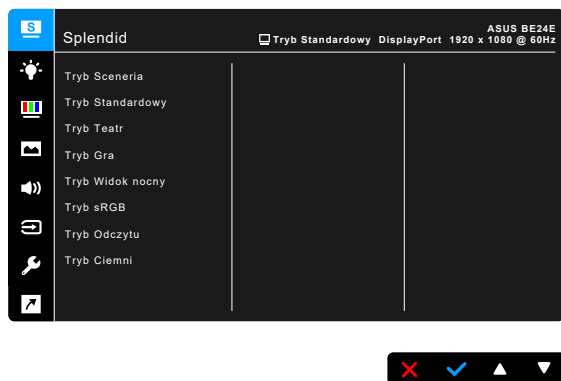 S
Splendid
ASUS BE24E
Tryb Standardowy DisplayPort 1920 x 1080 @ 60Hz
Tryb Sceneria
Tryb Standardowy
Tryb Teatr
Tryb Gra
Tryb Widok nocny
Tryb sRGB
Tryb Odczytu
Tryb Ciemni